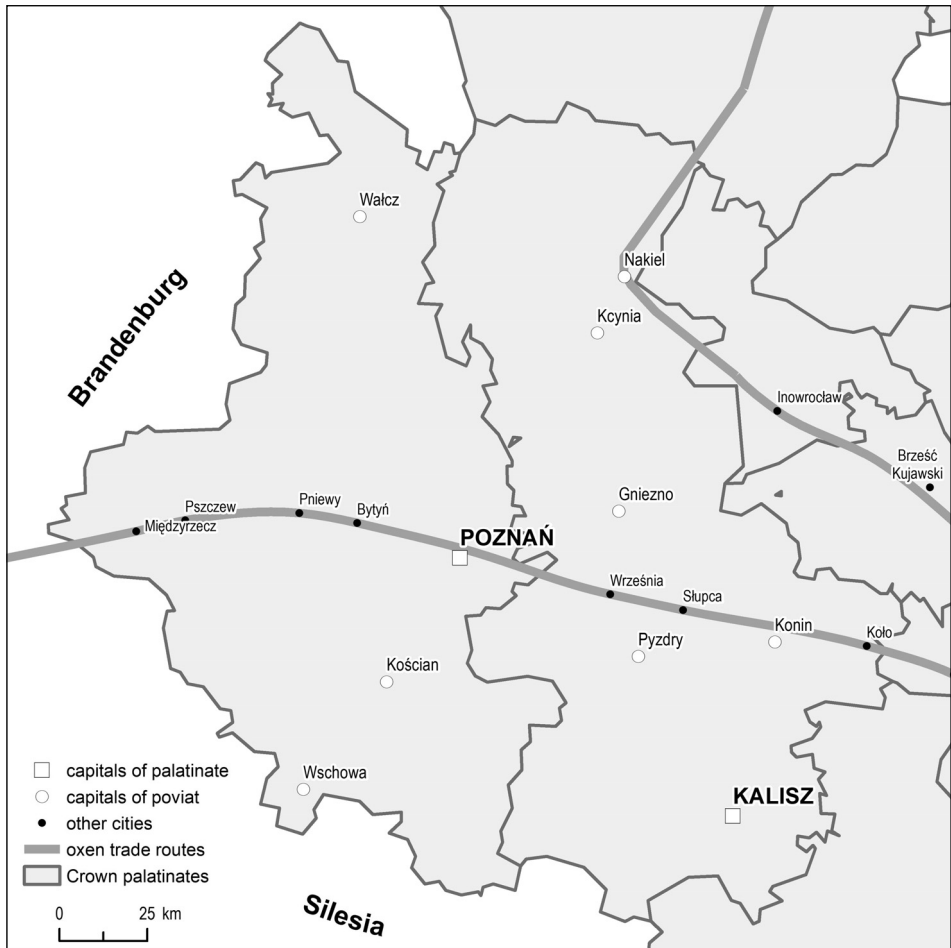 Wałcz
Nakiel
Kcynia
Brandenburg
Inowrocław
Brześć
Kujawski
Gniezno
Pszczew
Pniewy
Bytyń
Międzyrzecz
POZNAŃ
Września
Słupca
Konin
Koło
Pyzdry
Kościan
Wschowa
KALISZ
capitals of palatinate
capitals of poviat
other cities
oxen trade routes
Crown palatinates
0 25 km
Silesia